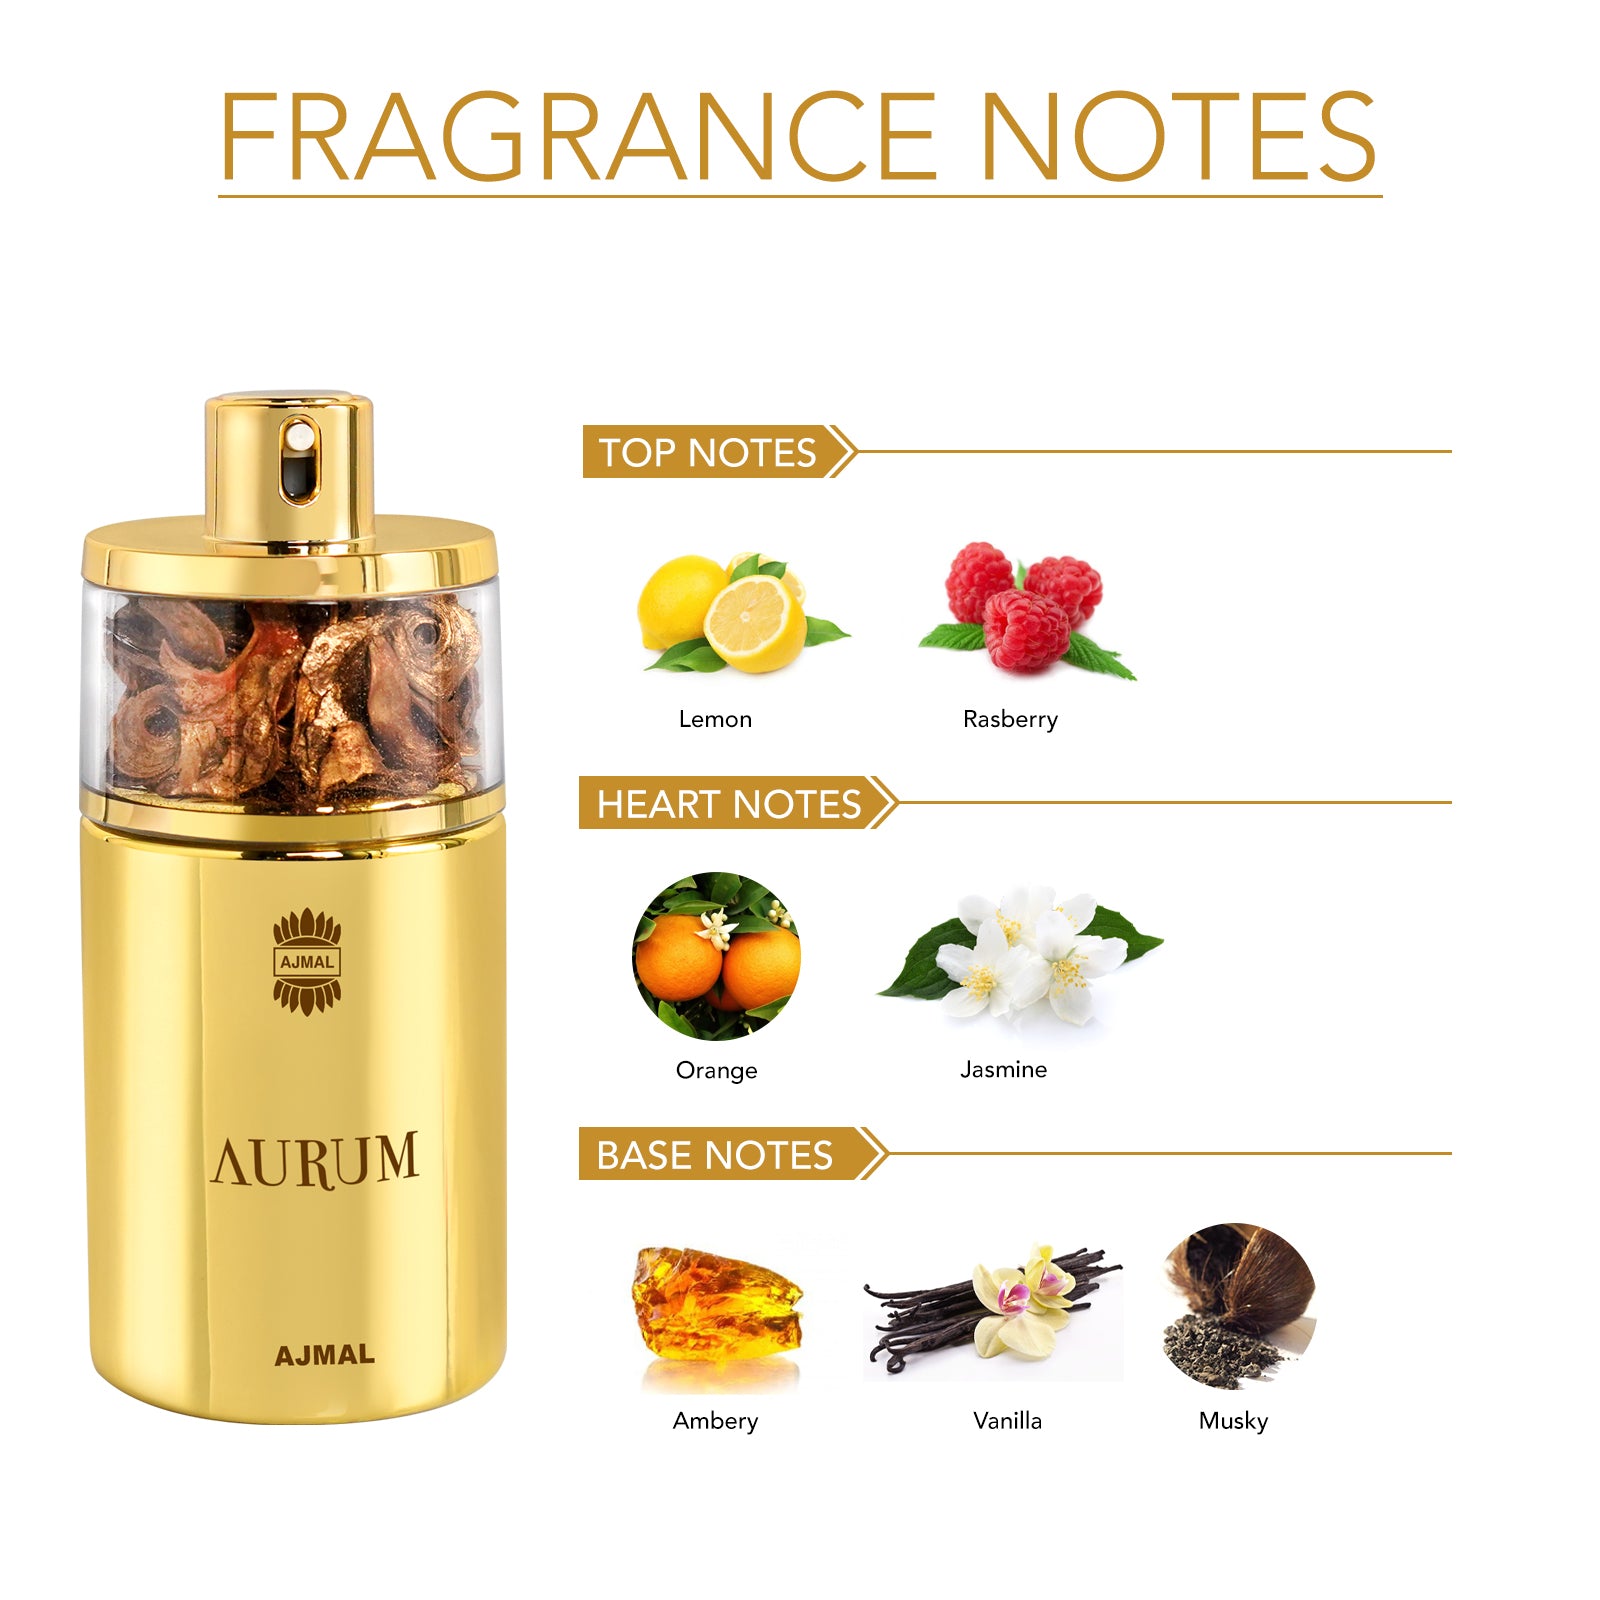 FRAGRANCE NOTES
TOP NOTES
Lemon
Rasberry
HEART NOTES
Orange
Jasmine
BASE NOTES
Ambery
Vanilla
Musky
AJMAL
AURUM
AJMAL